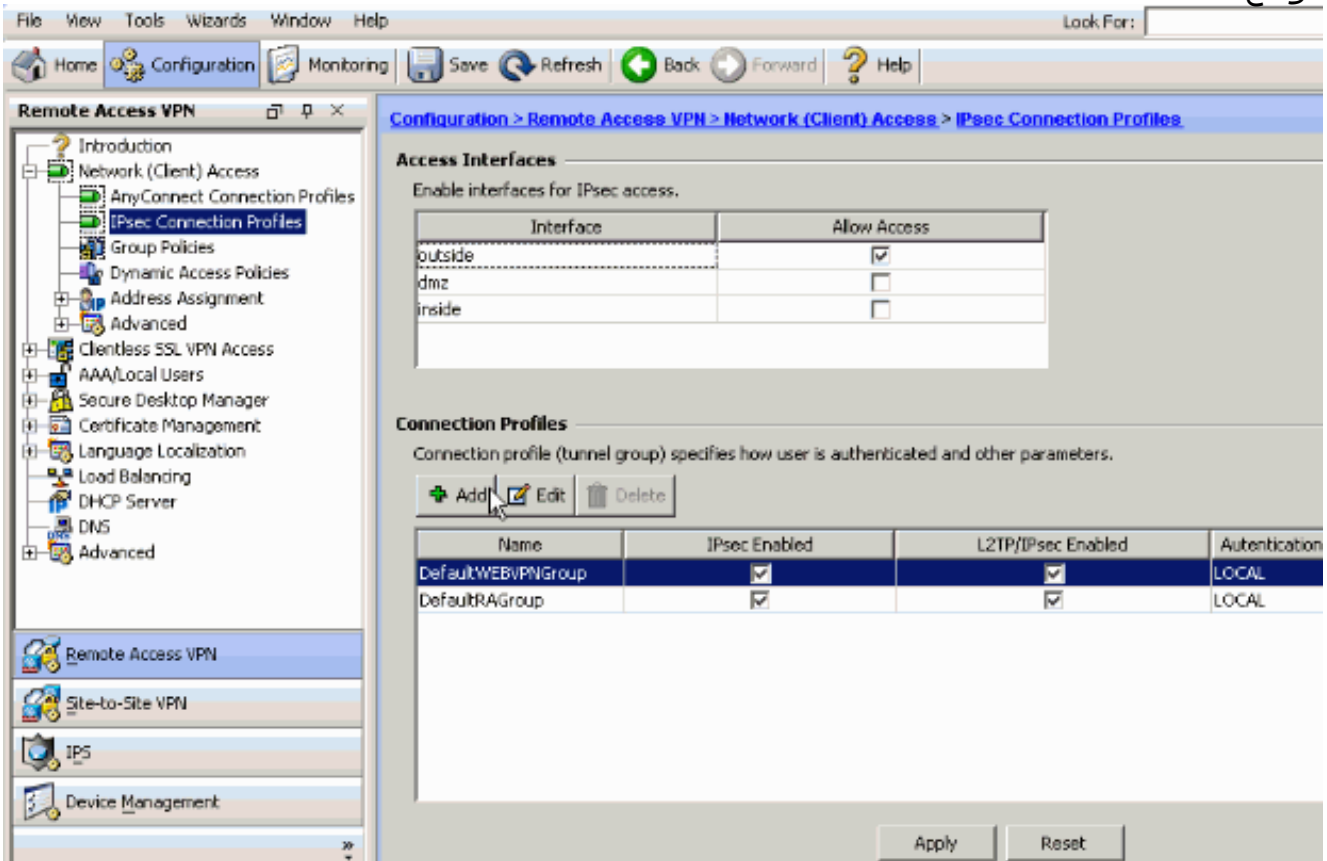 File View Tools Wizards Window Help Look For:
Home Configuration Monitoring Save Refresh Back Forward Help
Remote Access VPN
Introduction
Network (Client) Access
AnyConnect Connection Profiles
IPsec Connection Profiles
Group Policies
Dynamic Access Policies
Address Assignment
Advanced
Clientless SSL VPN Access
AAA/Local Users
Secure Desktop Manager
Certificate Management
Language Localization
Load Balancing
DHCP Server
DNS
Advanced
Remote Access VPN
Site-to-Site VPN
IPS
Device Management
Configuration > Remote Access VPN > Network (Client) Access > IPsec Connection Profiles
Access Interfaces
Enable interfaces for IPsec access.
Interface Allow Access
outside
dmz
inside
Connection Profiles
Connection profile (tunnel group) specifies how user is authenticated and other parameters.
Add Edit Delete
Name IPsec Enabled L2TP/IPsec Enabled Autentication
DefaultWEBVPNGroup LOCAL
DefaultRAGroup LOCAL
Apply Reset